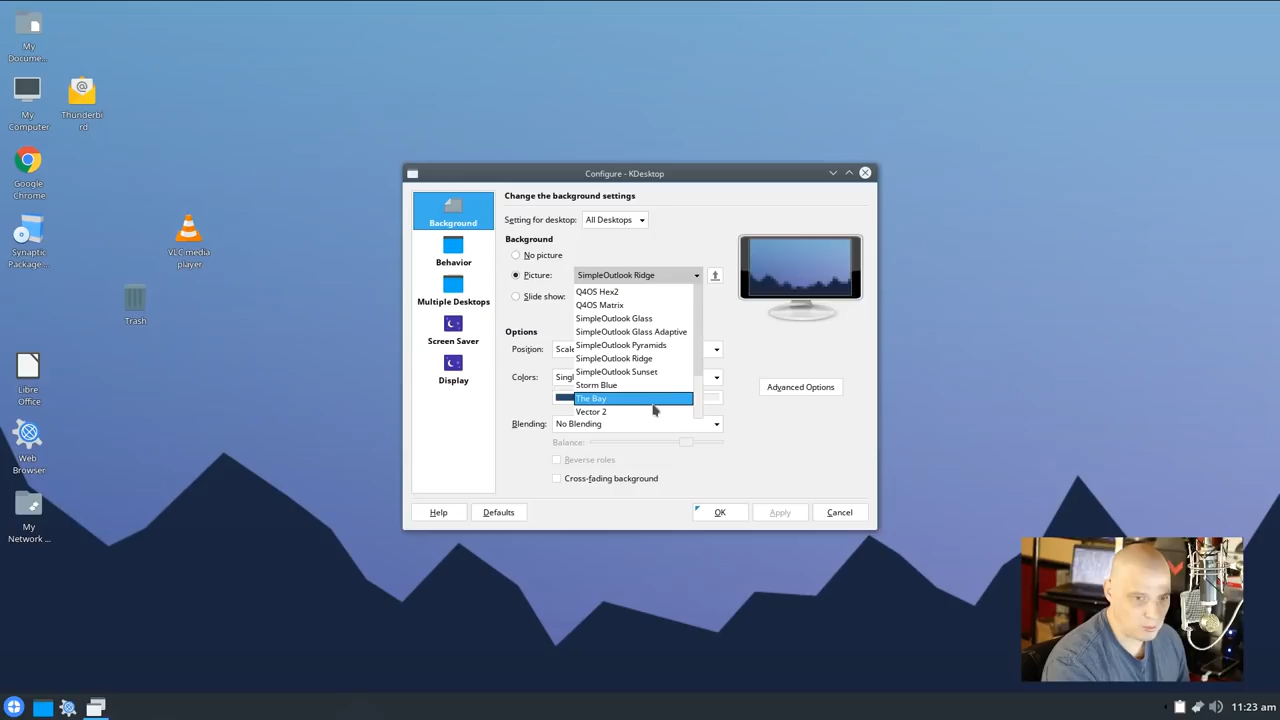 My
Docume...
My
Computer
Thunderbi
rd
Google
Chrome
Synaptic
Package...
VLC media
player
Trash
Libre
Office
Web
Browser
My
Network ...
Configure - KDesktop
Background
Behavior
Multiple Desktops
Screen Saver
Display
Change the background settings
Setting for desktop: All Desktops
Background
No picture
Picture: SimpleOutlook Ridge
Slide show:
Q4OS Hex2
Q4OS Matrix
SimpleOutlook Glass
SimpleOutlook Glass Adaptive
SimpleOutlook Pyramids
SimpleOutlook Ridge
SimpleOutlook Sunset
Storm Blue
The Bay
Vector 2
Options
Position: Scale
Colors: Singl
Blending: No Blending
Balance:
Reverse roles
Cross-fading background
Advanced Options
Help Defaults OK Apply Cancel
11:23 am